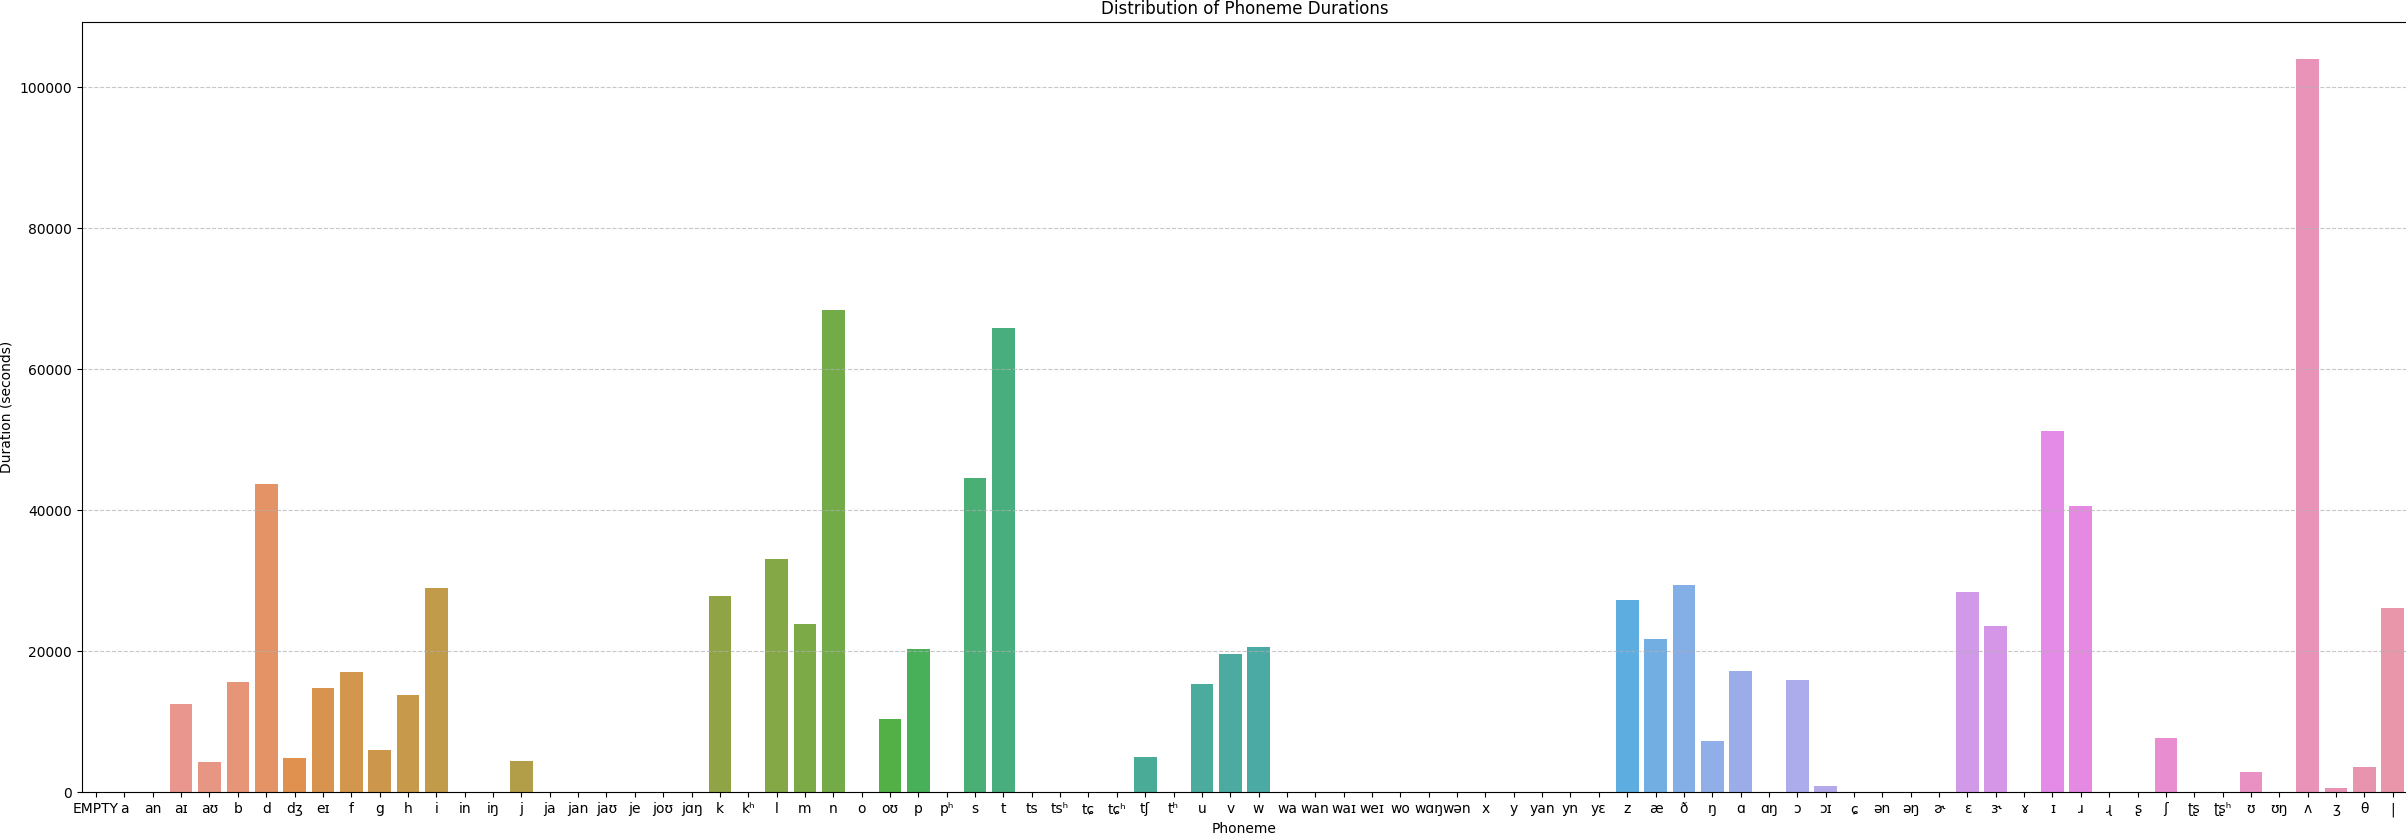 Distribution of Phoneme Durations
100000
80000
60000
40000
20000
0
Duration (seconds)
EMPTY a an aɪ aʊ b d dʒ eɪ f ɡ h i in iŋ j ja jan jaʊ je joʊ jɑŋ k kʰ l m n o oʊ p pʰ s t ts tsʰ tɕ tɕʰ tʃ tʰ u v w wa wan waɪ weɪ wo wɑŋ wən x y yan yn yɛ z æ ð ŋ ɑ ɑŋ ɔ ɔɪ ɕ ən əŋ ɚ ɛ ɝ ɤ ɪ ɹ ɻ ʂ ʃ ʈʂ ʈʂʰ ʊ ʊŋ ʌ ʒ θ |
Phoneme